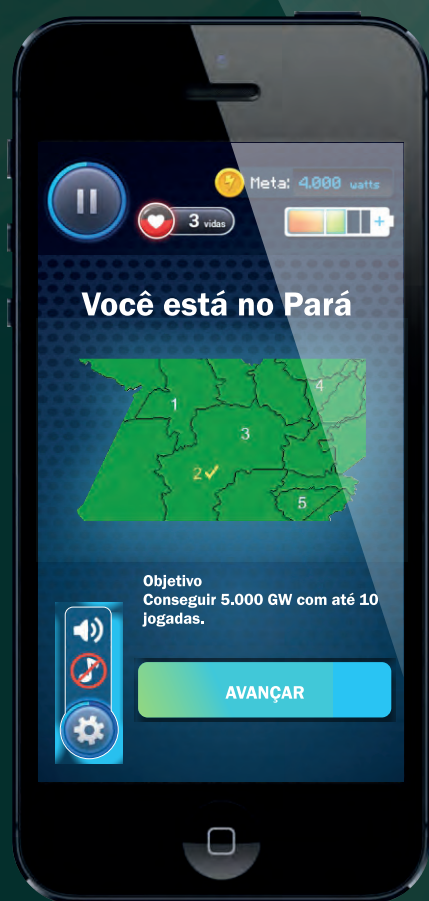 Meta: 4.000 watts
3 vidas
+
Você está no Pará
1
4
3
2✓
5
Objetivo
Conseguir 5.000 GW com até 10
jogadas.
AVANÇAR